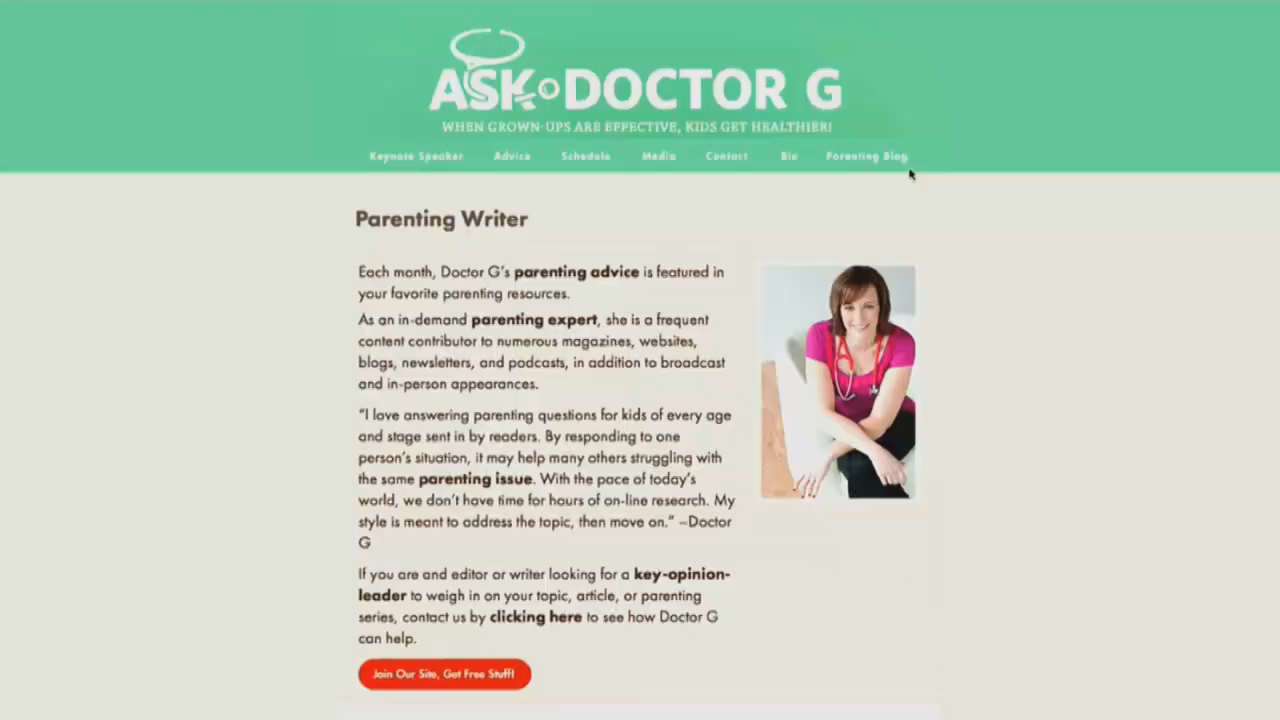 ASK DOCTOR G
WHEN GROWN-UPS ARE EFFECTIVE, KIDS GET HEALTHIER!
Keynote Speaker Advice Schedule Media Contact Bio Parenting Blog
Parenting Writer
Each month, Doctor G's parenting advice is featured in
your favorite parenting resources.
As an in-demand parenting expert, she is a frequent
content contributor to numerous magazines, websites,
blogs, newsletters, and podcasts, in addition to broadcast
and in-person appearances.
“I love answering parenting questions for kids of every age
and stage sent in by readers. By responding to one
person's situation, it may help many others struggling with
the same parenting issue. With the pace of today's
world, we don't have time for hours of on-line research. My
style is meant to address the topic, then move on.” –Doctor
G
If you are and editor or writer looking for a key-opinion-
leader to weigh in on your topic, article, or parenting
series, contact us by clicking here to see how Doctor G
can help.
Join Our Site, Get Free Stuff!